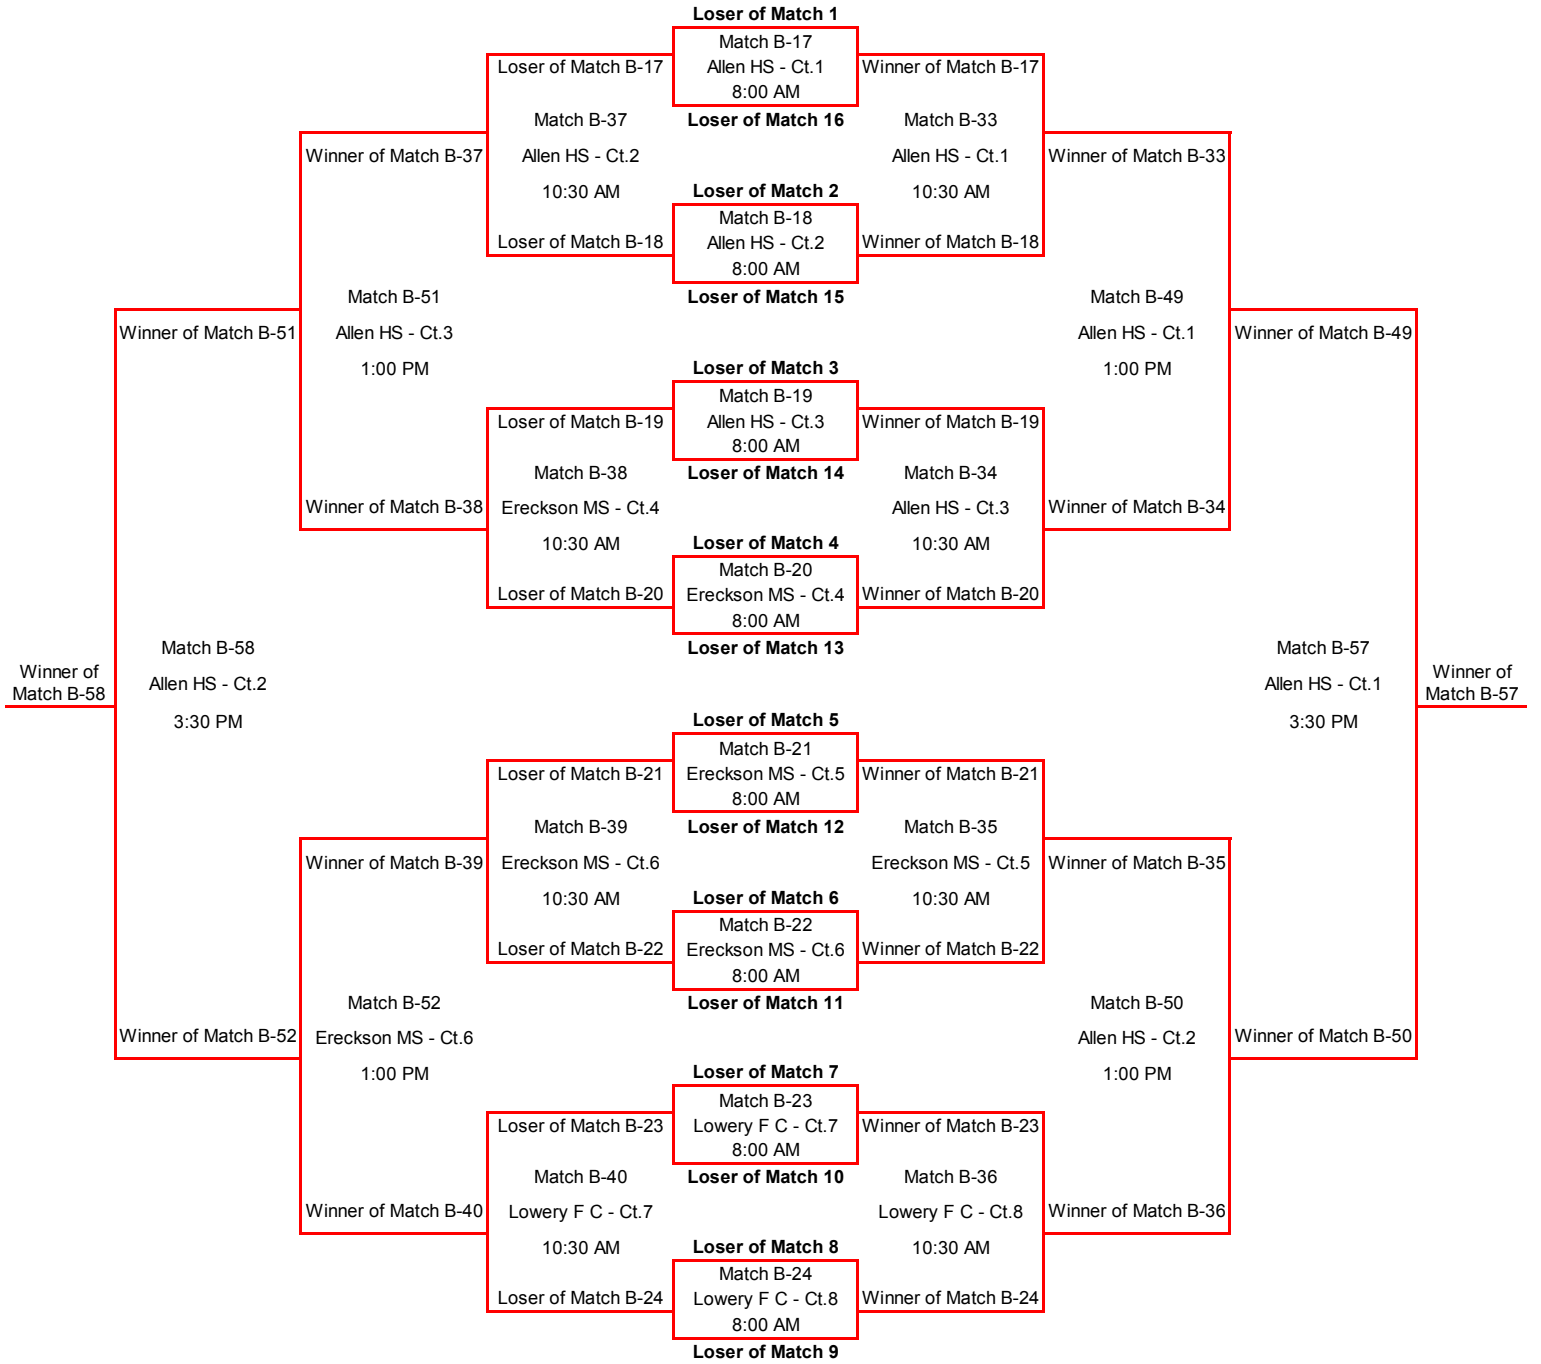 Loser of Match 1
Match B-17
Loser of Match B-17
Allen HS - Ct.1
Winner of Match B-17
8:00 AM
Match B-37
Loser of Match 16
Match B-33
Winner of Match B-37
Allen HS - Ct.2
Allen HS - Ct.1
Winner of Match B-33
10:30 AM
Loser of Match 2
10:30 AM
Match B-18
Loser of Match B-18
Allen HS - Ct.2
Winner of Match B-18
8:00 AM
Match B-51
Loser of Match 15
Match B-49
Winner of Match B-51
Allen HS - Ct.3
Allen HS - Ct.1
Winner of Match B-49
1:00 PM
Loser of Match 3
1:00 PM
Match B-19
Loser of Match B-19
Allen HS - Ct.3
Winner of Match B-19
8:00 AM
Match B-38
Loser of Match 14
Match B-34
Winner of Match B-38
Ereckson MS - Ct.4
Allen HS - Ct.3
Winner of Match B-34
10:30 AM
Loser of Match 4
10:30 AM
Match B-20
Loser of Match B-20
Ereckson MS - Ct.4
Winner of Match B-20
8:00 AM
Match B-58
Loser of Match 13
Match B-57
Winner of
Match B-58
Allen HS - Ct.2
Allen HS - Ct.1
Winner of
Match B-57
3:30 PM
Loser of Match 5
3:30 PM
Match B-21
Loser of Match B-21
Ereckson MS - Ct.5
Winner of Match B-21
8:00 AM
Match B-39
Loser of Match 12
Match B-35
Winner of Match B-39
Ereckson MS - Ct.6
Ereckson MS - Ct.5
Winner of Match B-35
10:30 AM
Loser of Match 6
10:30 AM
Match B-22
Loser of Match B-22
Ereckson MS - Ct.6
Winner of Match B-22
8:00 AM
Match B-52
Loser of Match 11
Match B-50
Winner of Match B-52
Ereckson MS - Ct.6
Allen HS - Ct.2
Winner of Match B-50
1:00 PM
Loser of Match 7
1:00 PM
Match B-23
Loser of Match B-23
Lowery F C - Ct.7
Winner of Match B-23
8:00 AM
Match B-40
Loser of Match 10
Match B-36
Winner of Match B-40
Lowery F C - Ct.7
Lowery F C - Ct.8
Winner of Match B-36
10:30 AM
Loser of Match 8
10:30 AM
Match B-24
Loser of Match B-24
Lowery F C - Ct.8
Winner of Match B-24
8:00 AM
Loser of Match 9